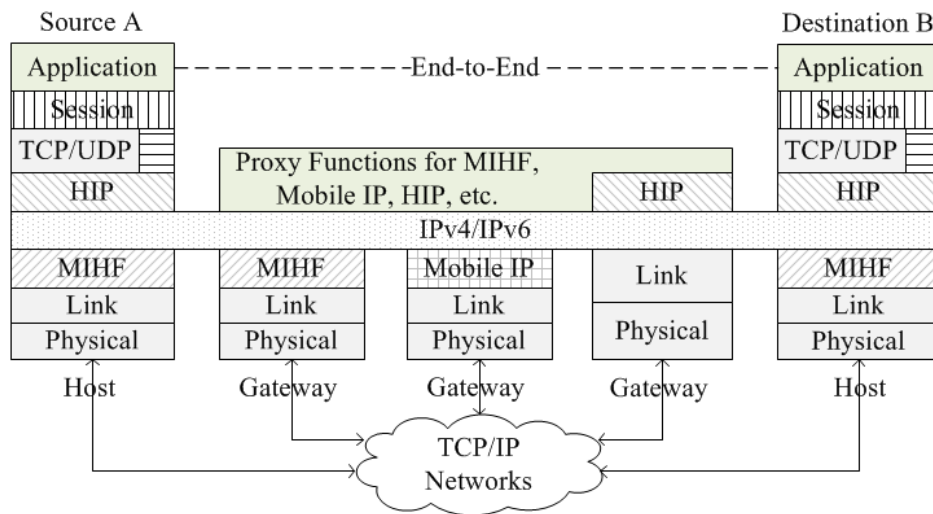 Source A
Destination B
Application
End-to-End
Application
Session
Session
TCP/UDP
Proxy Functions for MIHF,
TCP/UDP
HIP
Mobile IP, HIP, etc.
HIP
HIP
IPv4/IPv6
MIHF
MIHF
Mobile IP
Link
MIHF
Link
Link
Link
Link
Physical
Physical
Physical
Physical
Physical
Host
Gateway
Gateway
Gateway
Host
TCP/IP
Networks